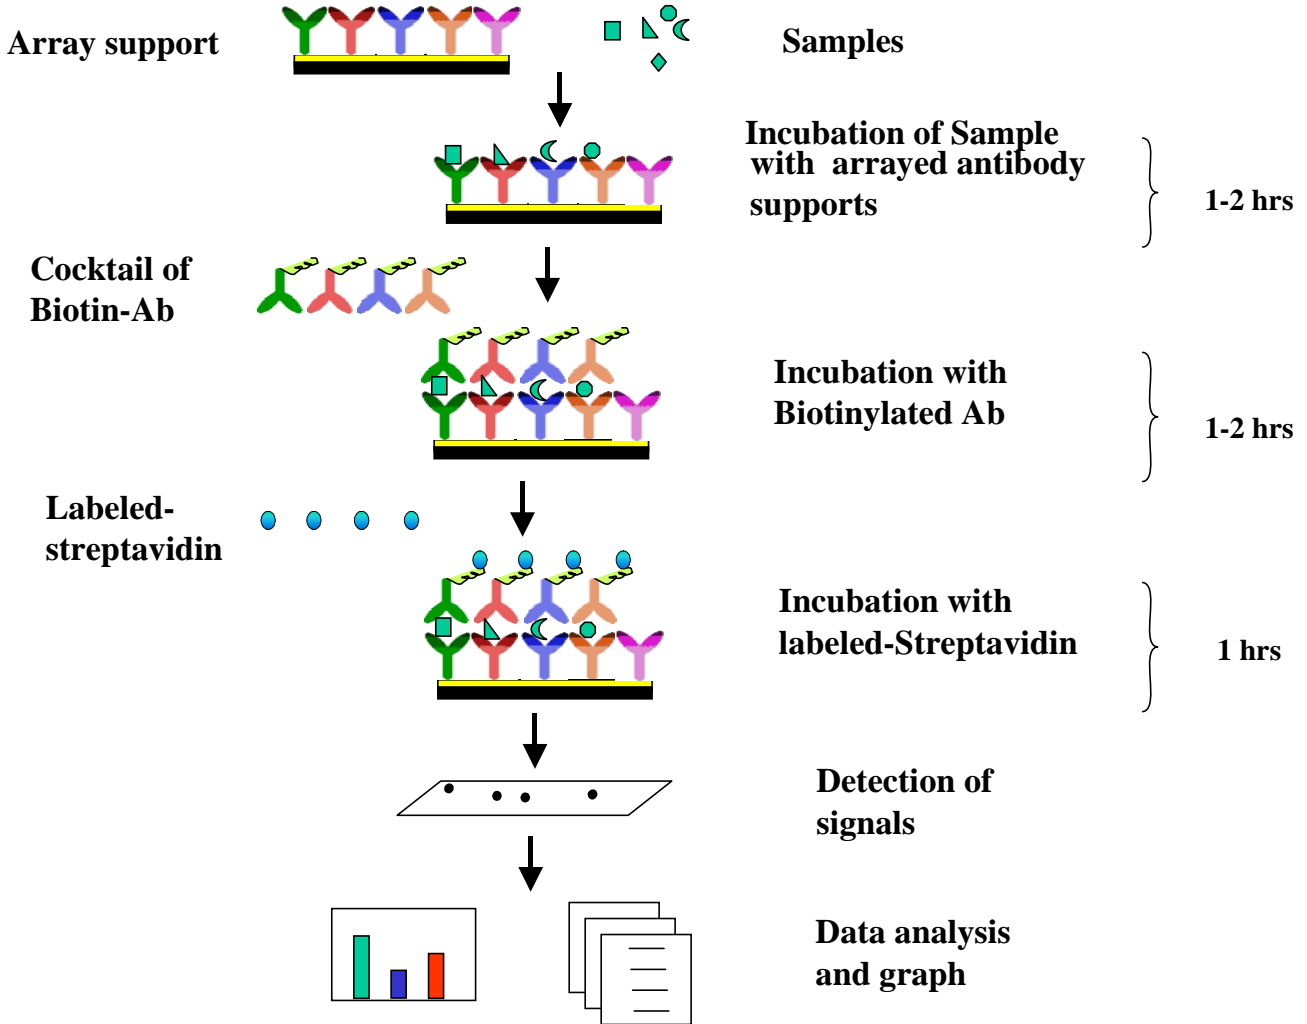 Array support
Samples
Incubation of Sample
with arrayed antibody
supports
1-2 hrs
Cocktail of
Biotin-Ab
Incubation with
Biotinylated Ab
1-2 hrs
Labeled-
streptavidin
Incubation with
labeled-Streptavidin
1 hrs
Detection of
signals
Data analysis
and graph